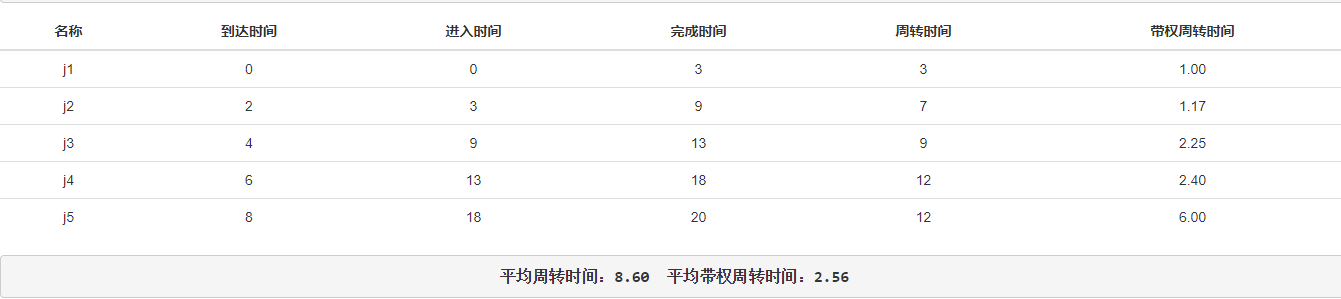 名称 到达时间 进入时间 完成时间 周转时间 带权周转时间
j1 0 0 3 3 1.00
j2 2 3 9 7 1.17
j3 4 9 13 9 2.25
j4 6 13 18 12 2.40
j5 8 18 20 12 6.00
平均周转时间：8.60 平均带权周转时间：2.56